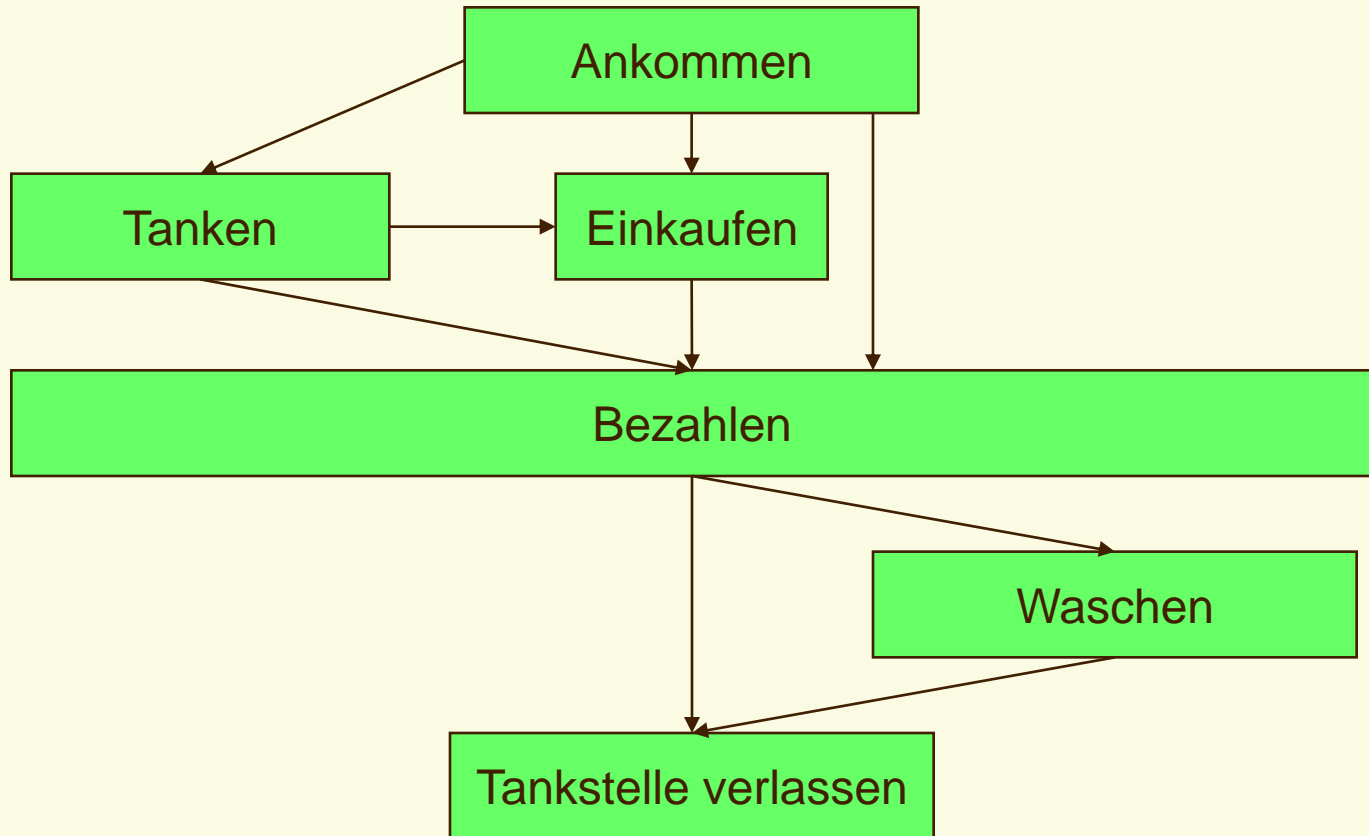 Ankommen
Tanken
Einkaufen
Bezahlen
Waschen
Tankstelle verlassen